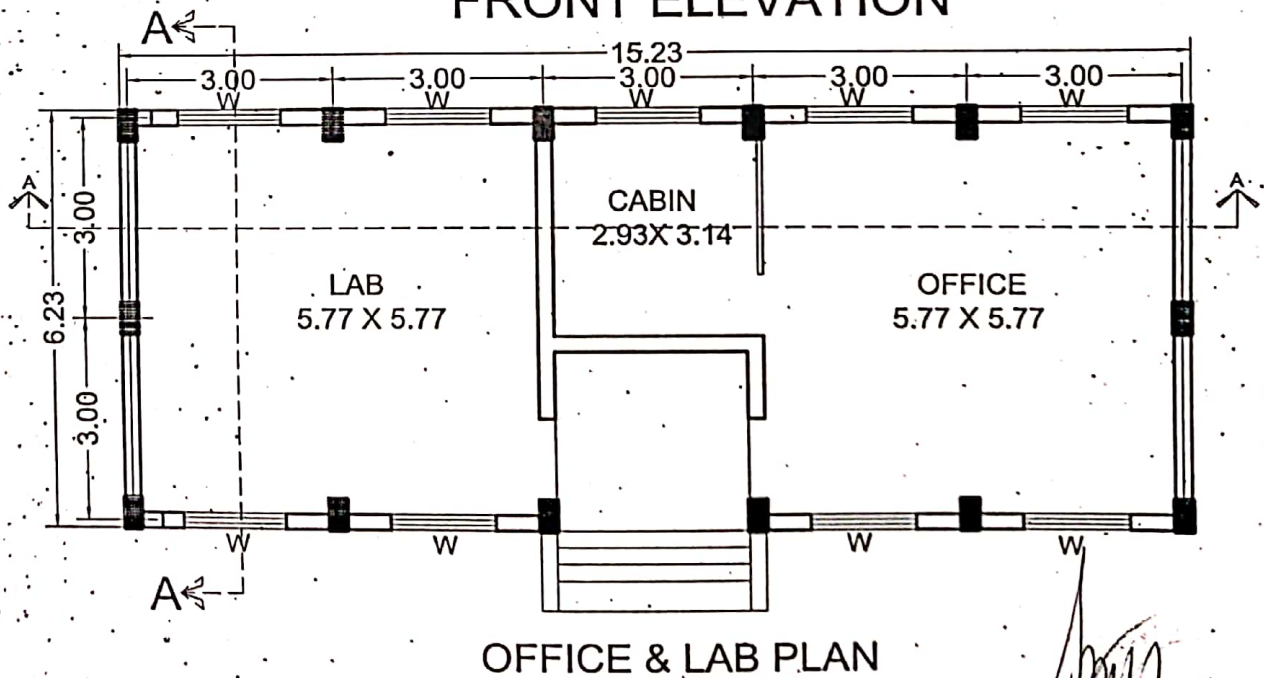 FRONT ELEVATION
A
15.23
3.00 3.00 3.00 3.00 3.00
W W W W W
A A
3.00
6.23
3.00
CABIN
2.93X 3.14
LAB
5.77 X 5.77
OFFICE
5.77 X 5.77
W W W W
A
OFFICE & LAB PLAN